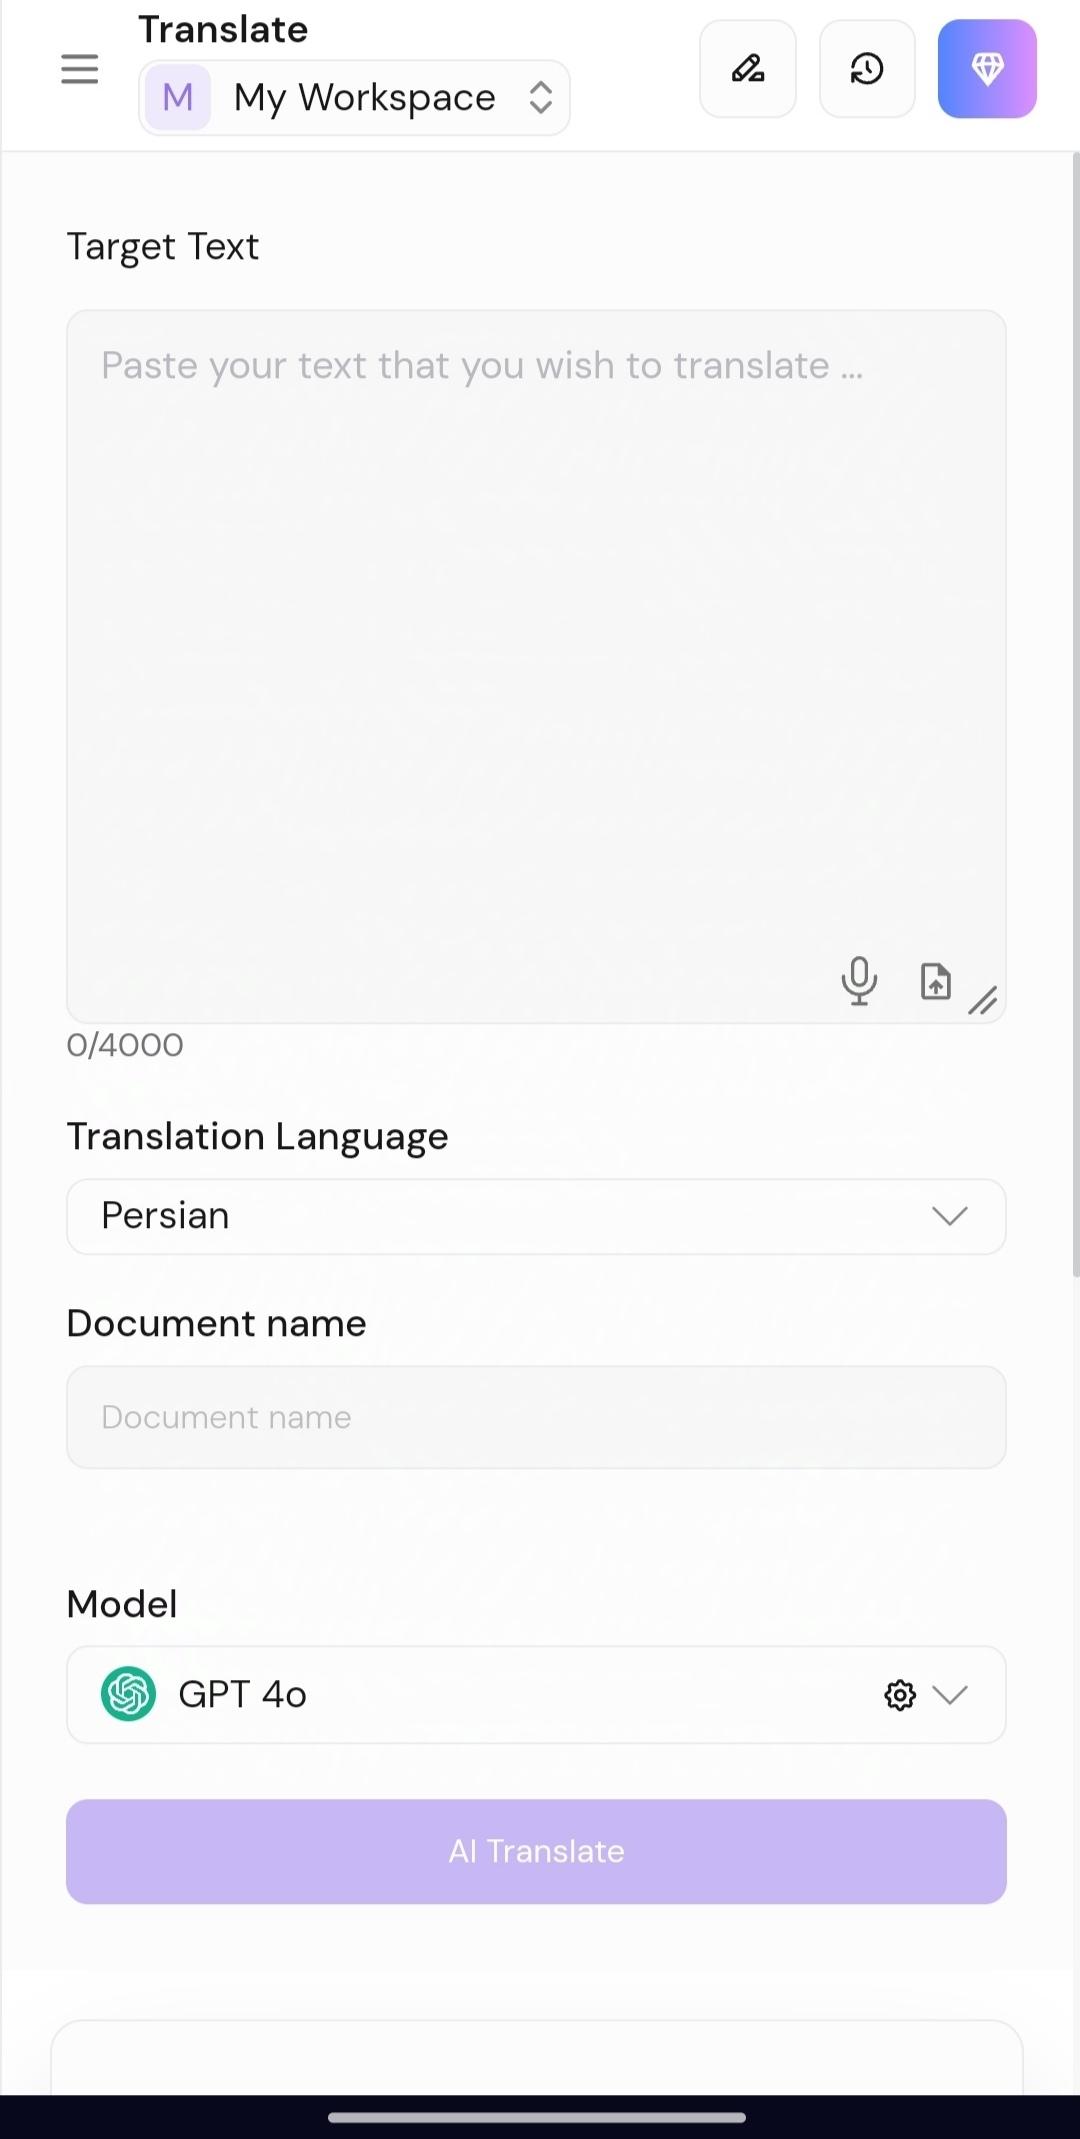 Translate
M My Workspace
Target Text
Paste your text that you wish to translate ...
0/4000
Translation Language
Persian
Document name
Document name
Model
GPT 4o
AI Translate